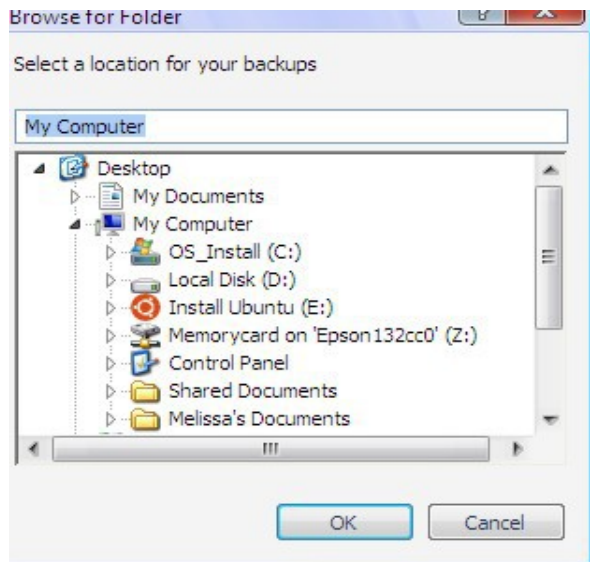 Browse for Folder
Select a location for your backups
My Computer
Desktop
My Documents
My Computer
OS_Install (C:)
Local Disk (D:)
Install Ubuntu (E:)
Memorycard on 'Epson132cc0' (Z:)
Control Panel
Shared Documents
Melissa's Documents
OK Cancel